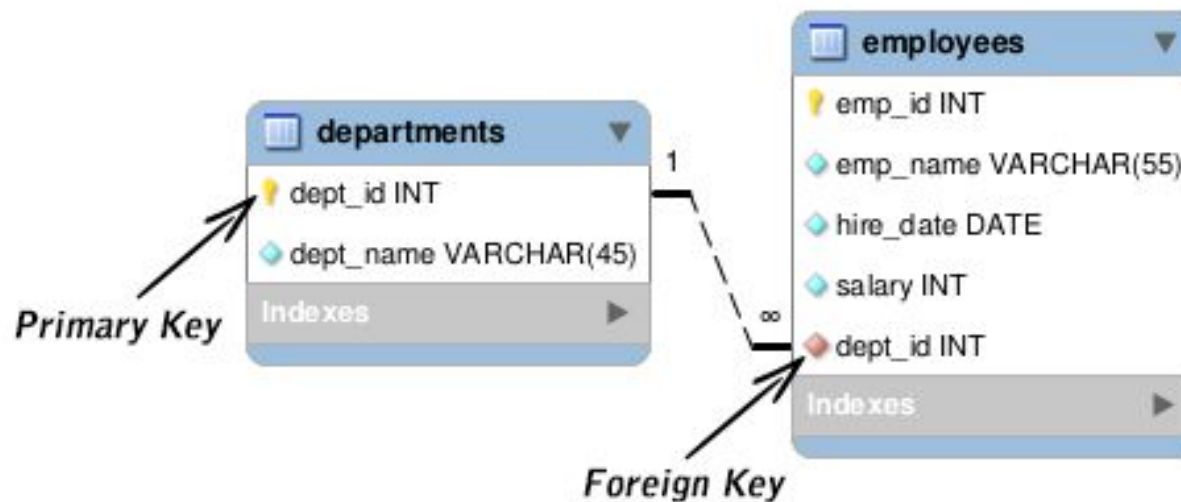 departments
dept_id INT
dept_name VARCHAR(45)
Indexes
Primary Key
1
∞
employees
emp_id INT
emp_name VARCHAR(55)
hire_date DATE
salary INT
dept_id INT
Indexes
Foreign Key